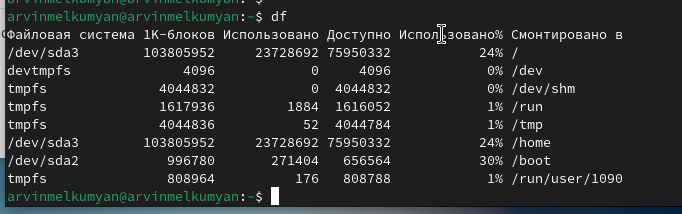 arvinmelkumyan@arvinmelkumyan:~$ df
Файловая система 1K-блоков Использовано Доступно Использовано% Смонтировано в
/dev/sda3 103805952 23728692 75950332 24% /
devtmpfs 4096 0 4096 0% /dev
tmpfs 4044832 0 4044832 0% /dev/shm
tmpfs 1617936 1884 1616052 1% /run
tmpfs 4044836 52 4044784 1% /tmp
/dev/sda3 103805952 23728692 75950332 24% /home
/dev/sda2 996780 271404 656564 30% /boot
tmpfs 808964 176 808788 1% /run/user/1090
arvinmelkumyan@arvinmelkumyan:~$